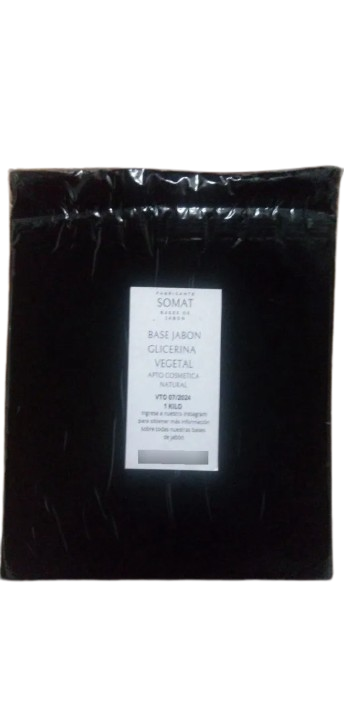 FABRICANTE
SOMAT
BASES DE
JABON
BASE JABON
GLICERINA
VEGETAL
APTO COSMETICA
NATURAL
VTO 07/2024
1 KILO
Ingrese a nuestro Instagram
para obtener más información
sobre todas nuestras bases
de jabón